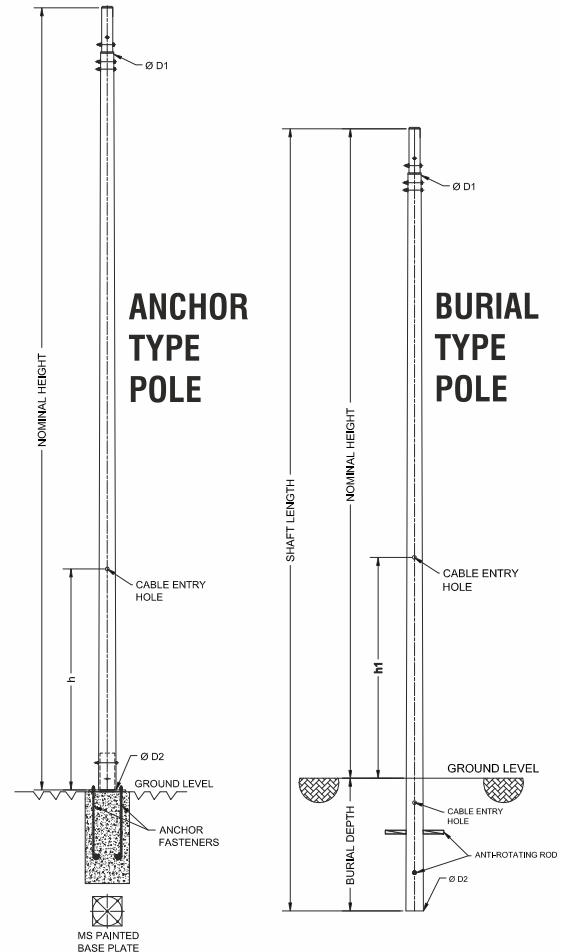 Ø D1
NOMINAL HEIGHT
ANCHOR
TYPE
POLE
CABLE ENTRY
HOLE
h
Ø D2
GROUND LEVEL
ANCHOR
FASTENERS
MS PAINTED
BASE PLATE
Ø D1
SHAFT LENGTH
NOMINAL HEIGHT
BURIAL
TYPE
POLE
CABLE ENTRY
HOLE
h1
GROUND LEVEL
BURIAL DEPTH
CABLE ENTRY
HOLE
ANTI-ROTATING ROD
Ø D2